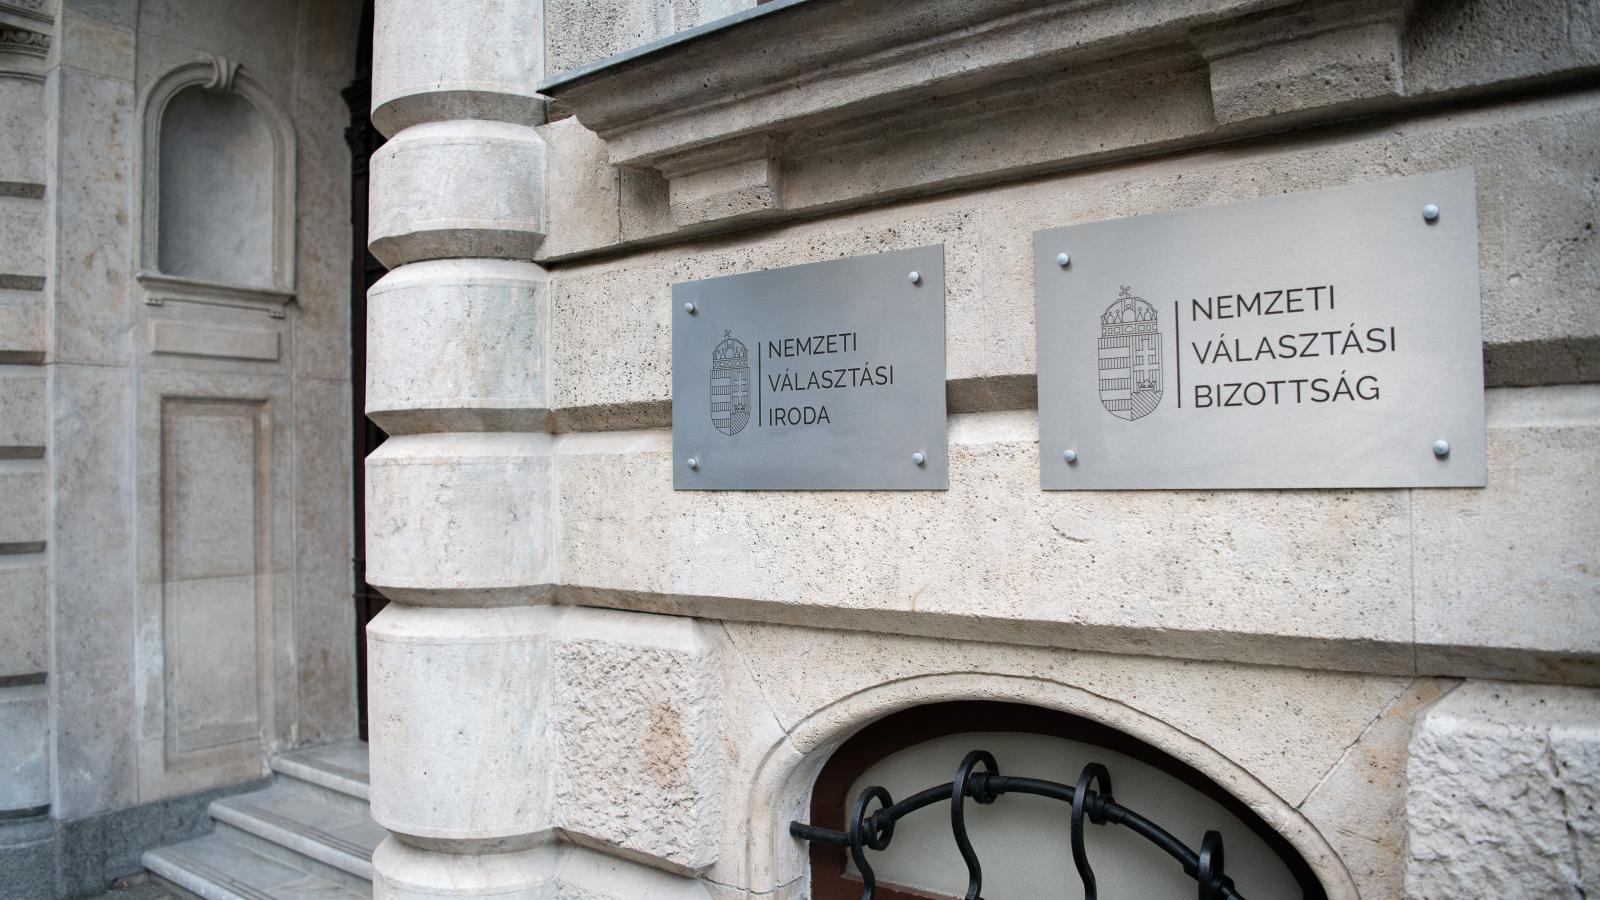 NEMZETI
VÁLASZTÁSI
IRODA
NEMZETI
VÁLASZTÁSI
BIZOTTSÁG